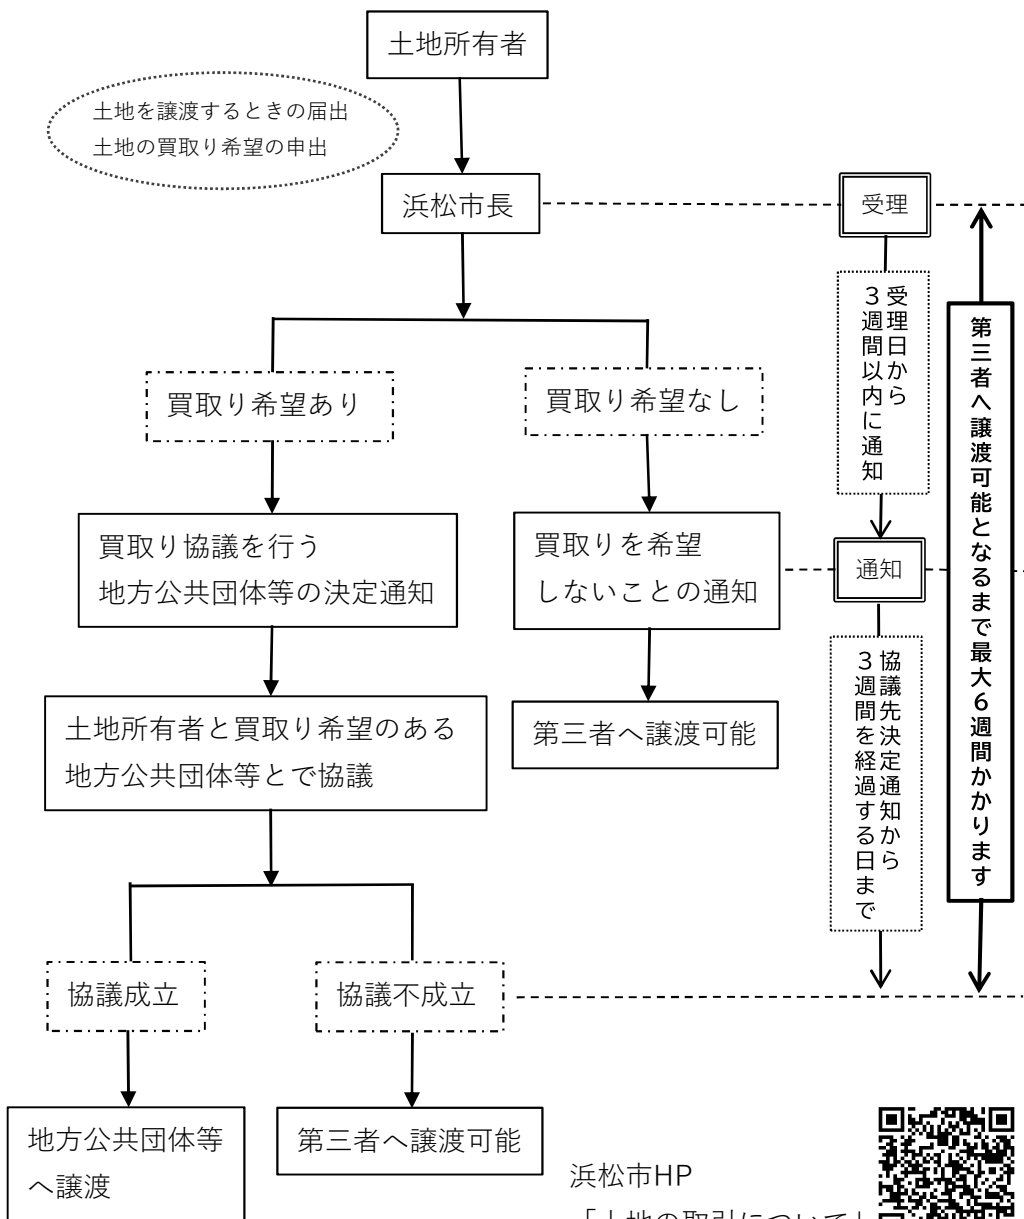 土地所有者
土地を譲渡するときの届出
土地の買取り希望の申出
浜松市長
受理
受理日から
３週間以内に通知
第三者へ譲渡可能となるまで最大６週間かかります
買取り希望あり
買取り希望なし
買取り協議を行う
地方公共団体等の決定通知
買取りを希望
しないことの通知
通知
協議先決定通知から
３週間を経過する日まで
土地所有者と買取り希望のある
地方公共団体等とで協議
第三者へ譲渡可能
協議成立
協議不成立
地方公共団体等
へ譲渡
第三者へ譲渡可能
浜松市HP
「土地の取引について」